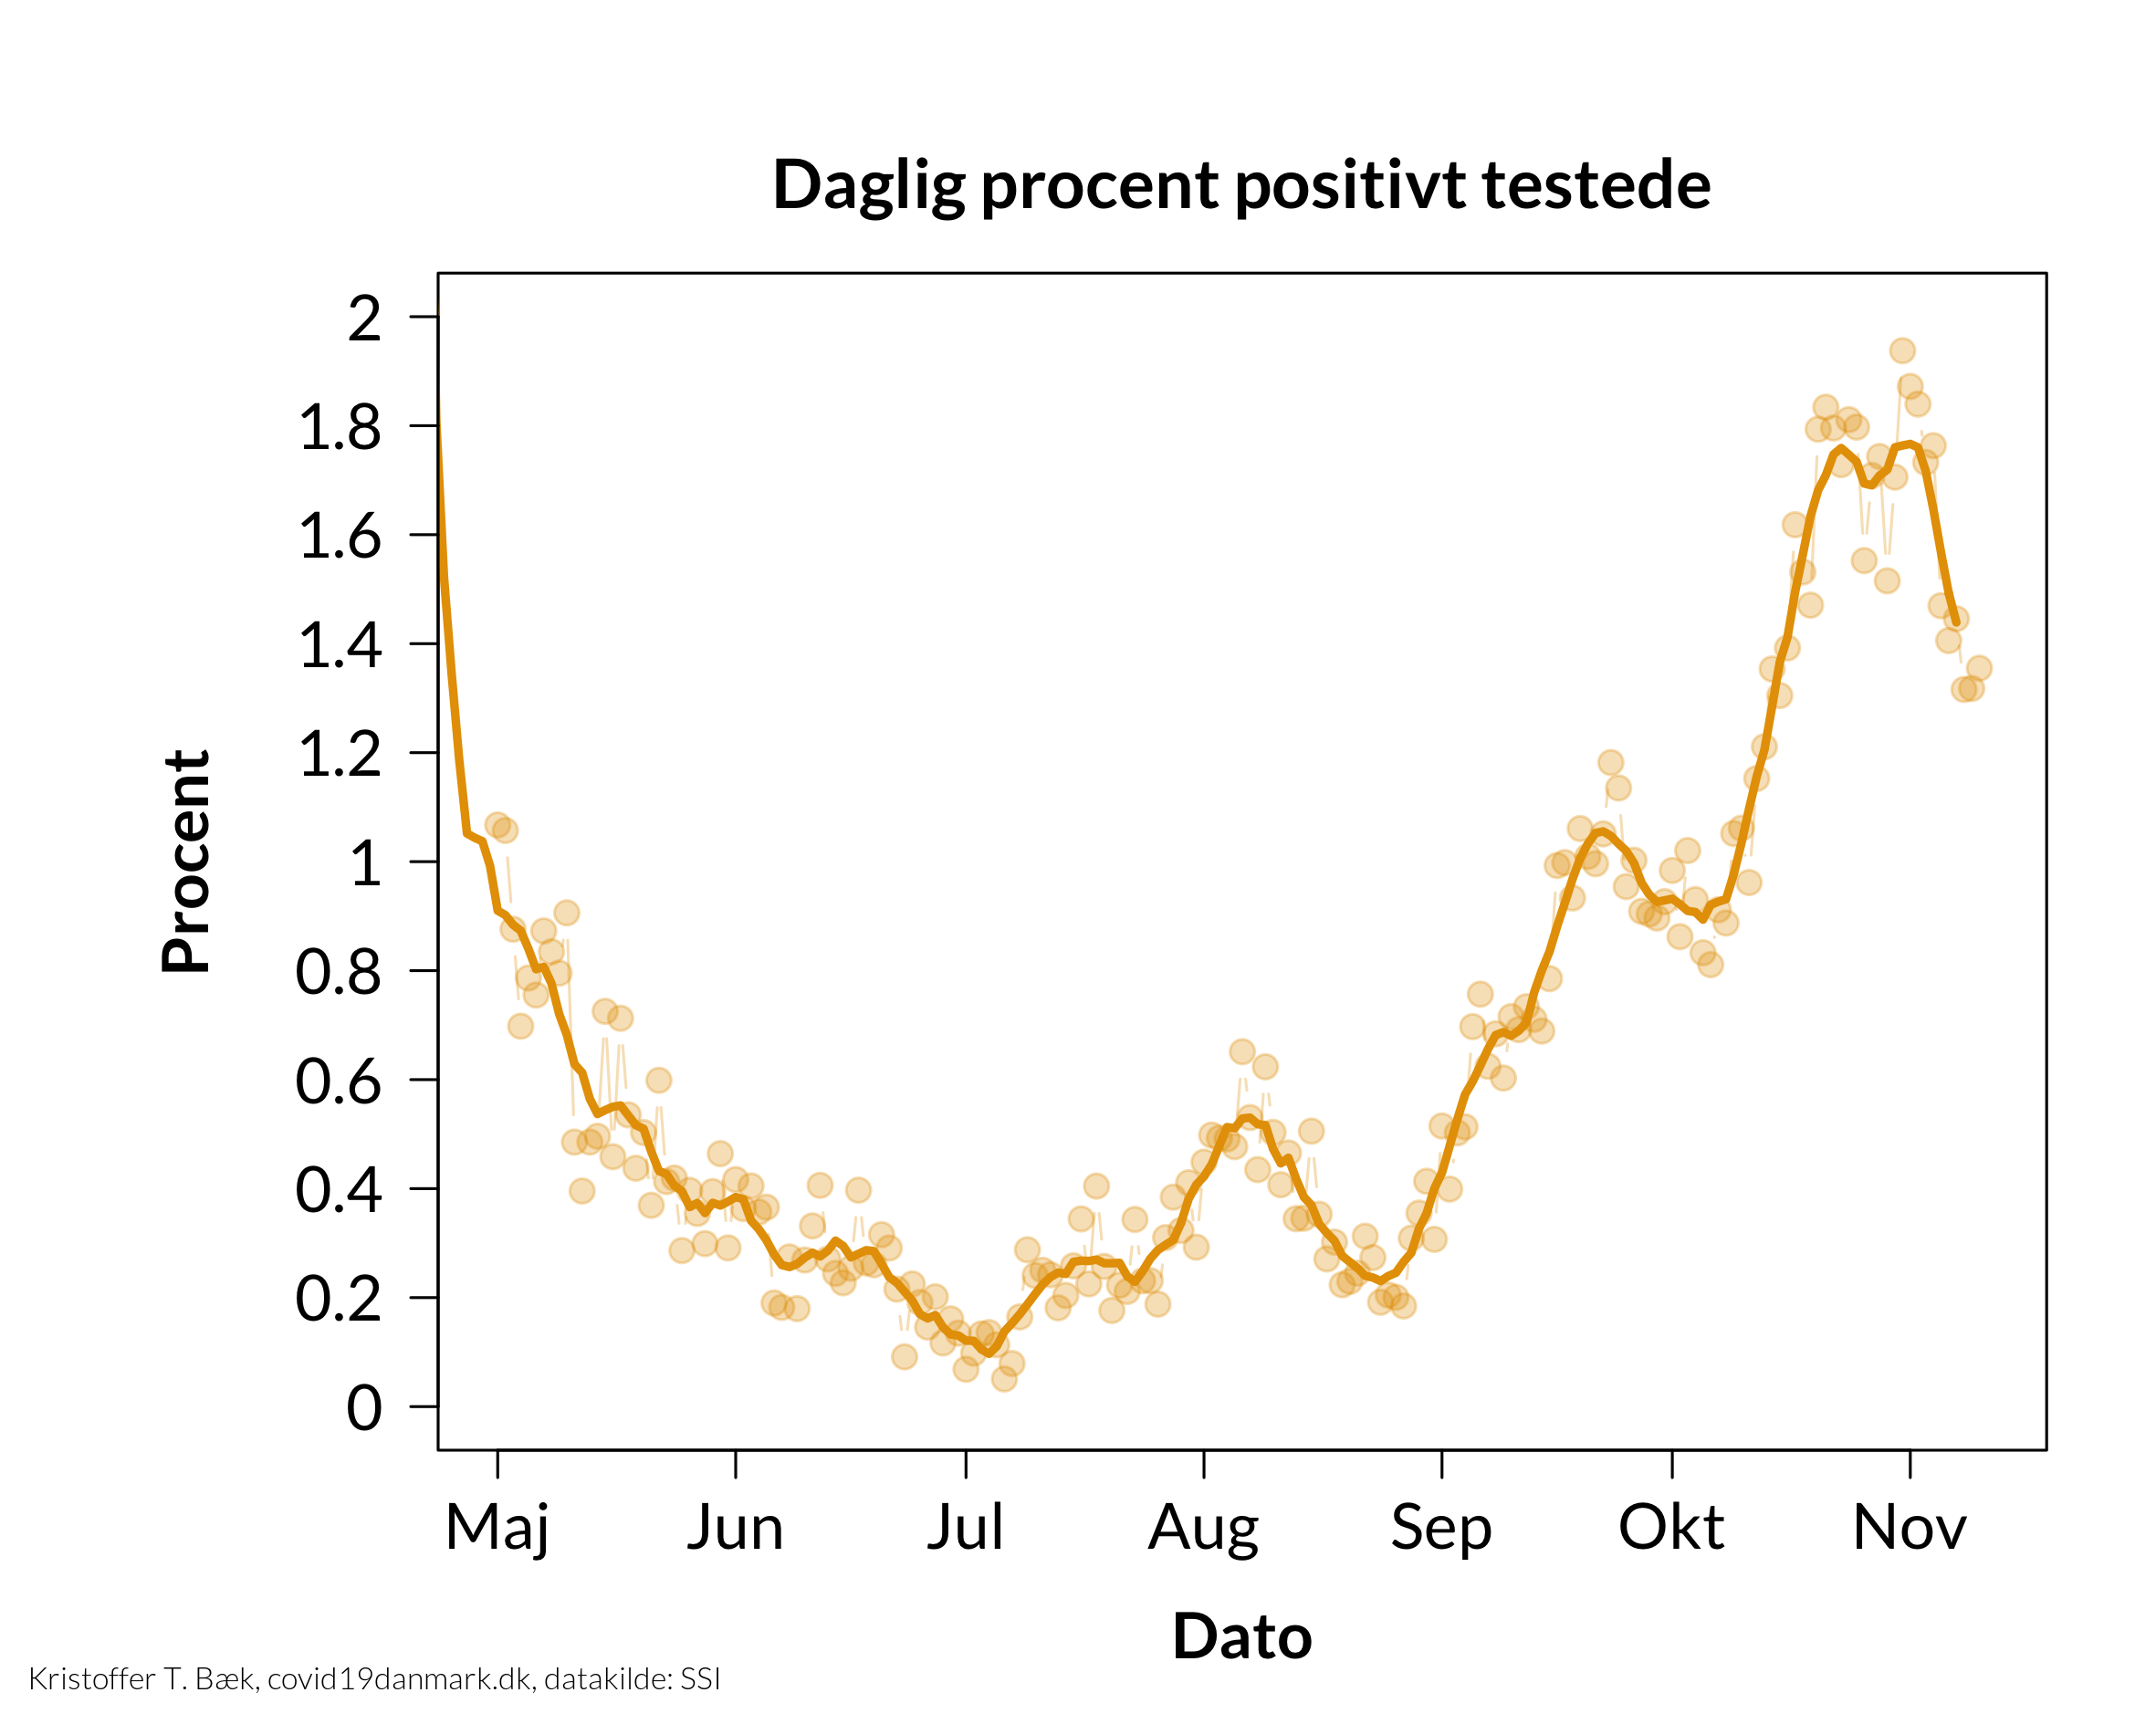 Daglig procent positivt testede
Procent
2
1.8
1.6
1.4
1.2
1
0.8
0.6
0.4
0.2
0
Maj Jun Jul Aug Sep Okt Nov
Dato
Kristoffer T. Bæk, covid19danmark.dk, datakilde: SSI